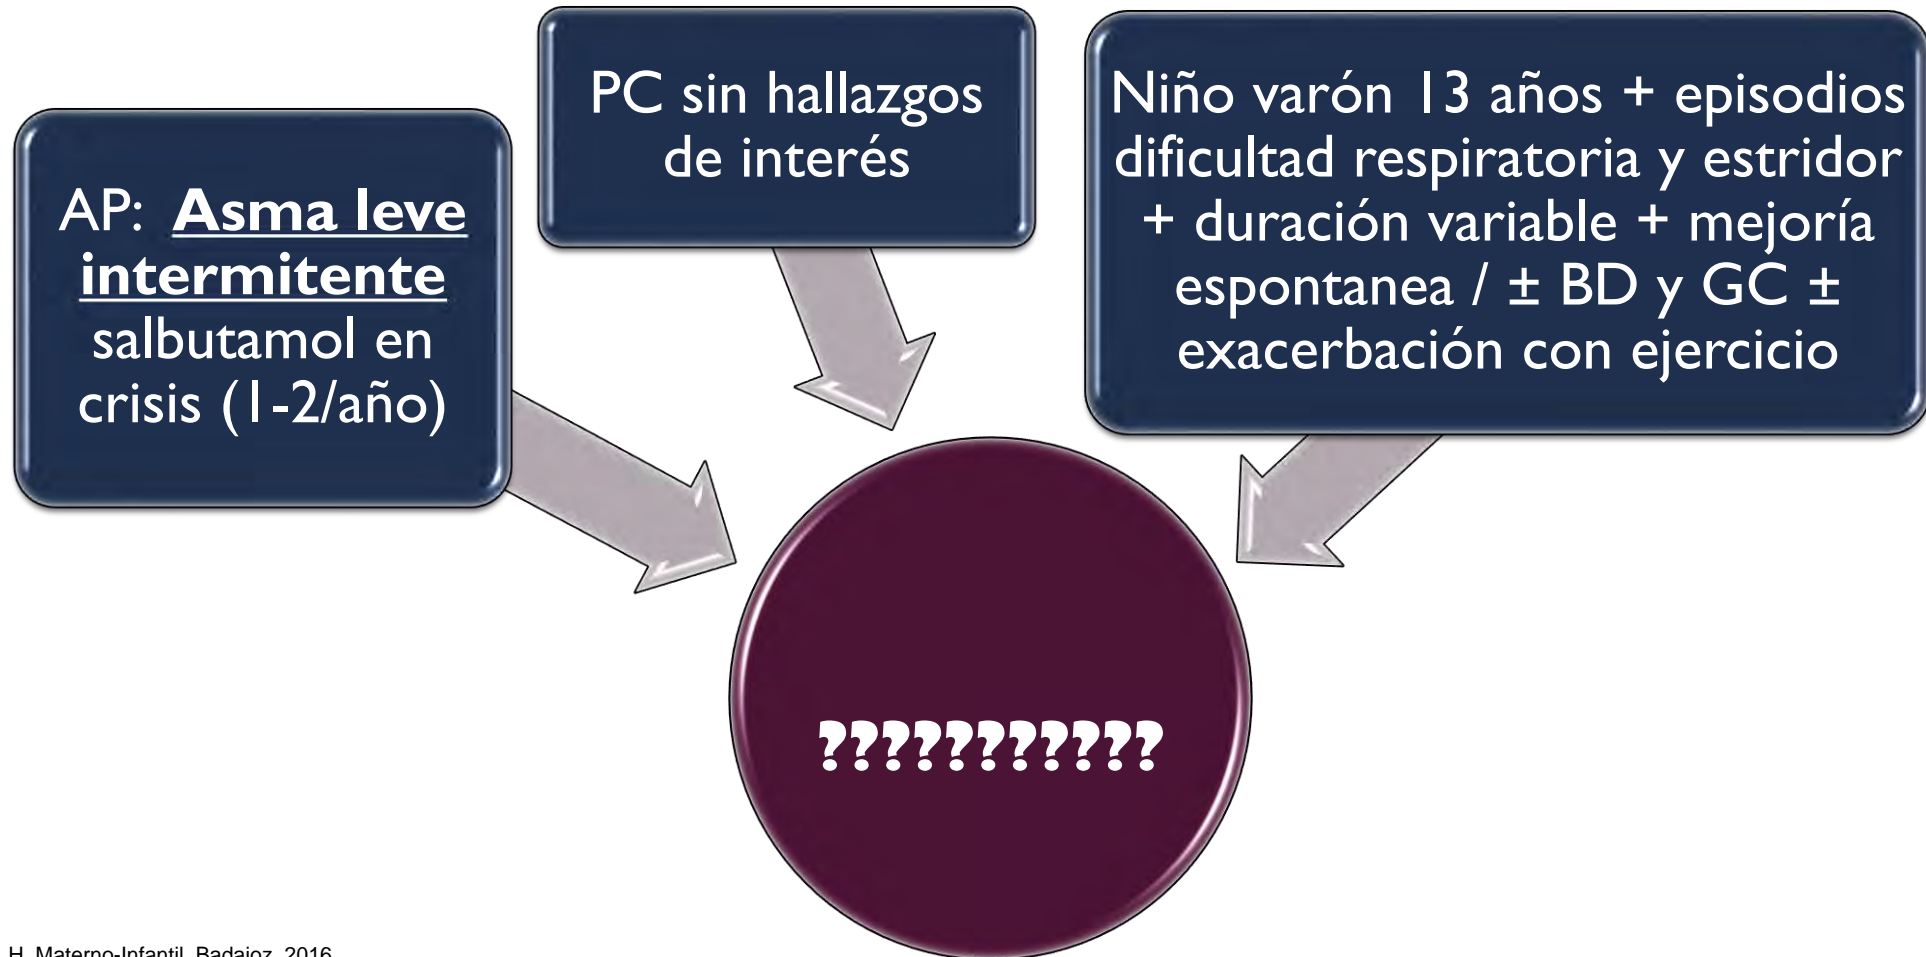 AP: Asma leve
intermitente
salbutamol en
crisis (1-2/año)
PC sin hallazgos
de interés
Niño varón 13 años + episodios
dificultad respiratoria y estridor
+ duración variable + mejoría
espontanea / ± BD y GC ±
exacerbación con ejercicio
???????????
H. Materno-Infantil. Badajoz. 2016